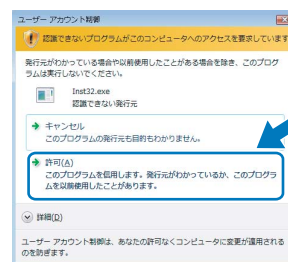 ユーザー アカウント制御
認識できないプログラムがこのコンピュータへのアクセスを要求しています
発行元がわかっている場合や以前使用したことがある場合を除き、このプログ
ラムは実行しないでください。
Inst32.exe
認識できない発行元
キャンセル
このプログラムの発行元も目的もわかりません。
許可(A)
このプログラムを信用します。発行元がわかっているか、このプログラ
ムを以前使用したことがあります。
詳細(D)
ユーザー アカウント制御は、あなたの許可なくコンピュータに変更が適用される
のを防ぎます。